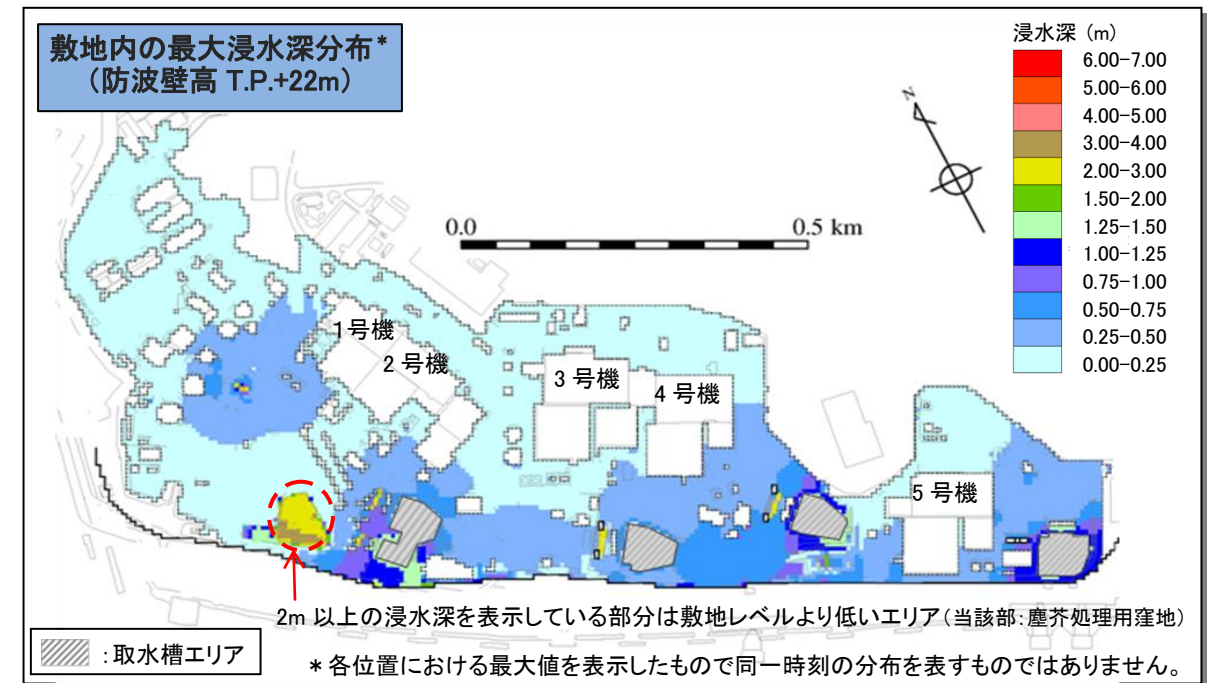 敷地内の最大浸水深分布*
(防波壁高 T.P.+22m)
浸水深 (m)
6.00-7.00
5.00-6.00
4.00-5.00
3.00-4.00
2.00-3.00
1.50-2.00
1.25-1.50
1.00-1.25
0.75-1.00
0.50-0.75
0.25-0.50
0.00-0.25
N
0.0
0.5 km
1号機
2 号機
3 号機
4 号機
5 号機
2m 以上の浸水深を表示している部分は敷地レベルより低いエリア(当該部:塵芥処理用窪地)
:取水槽エリア
* 各位置における最大値を表示したもので同一時刻の分布を表すものではありません。